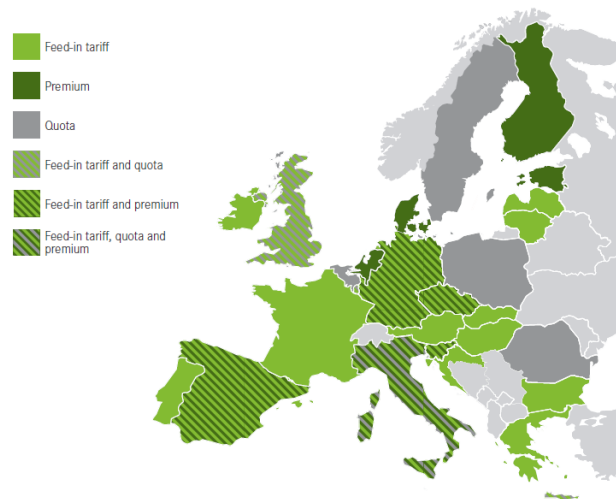 Feed-in tariff
Premium
Quota
Feed-in tariff and quota
Feed-in tariff and premium
Feed-in tariff, quota and
premium